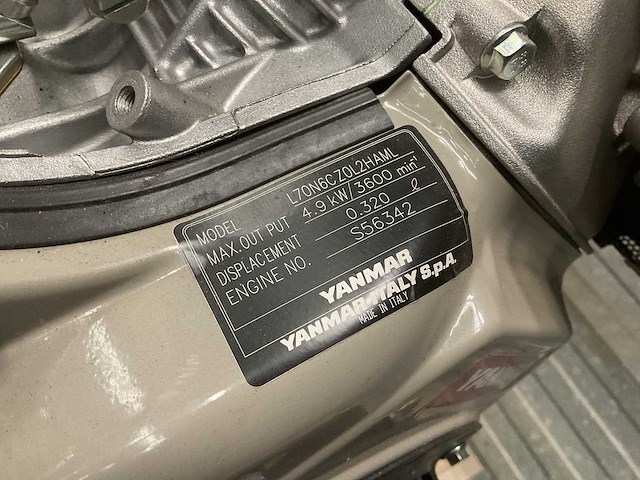 MODEL L70N6CZ0L2HAML
MAX.OUT PUT 4.9 kW/3600 min⁻¹
DISPLACEMENT 0.320 ℓ
ENGINE NO. S56342
YANMAR
YANMAR ITALY S.p.A.
MADE IN ITALY